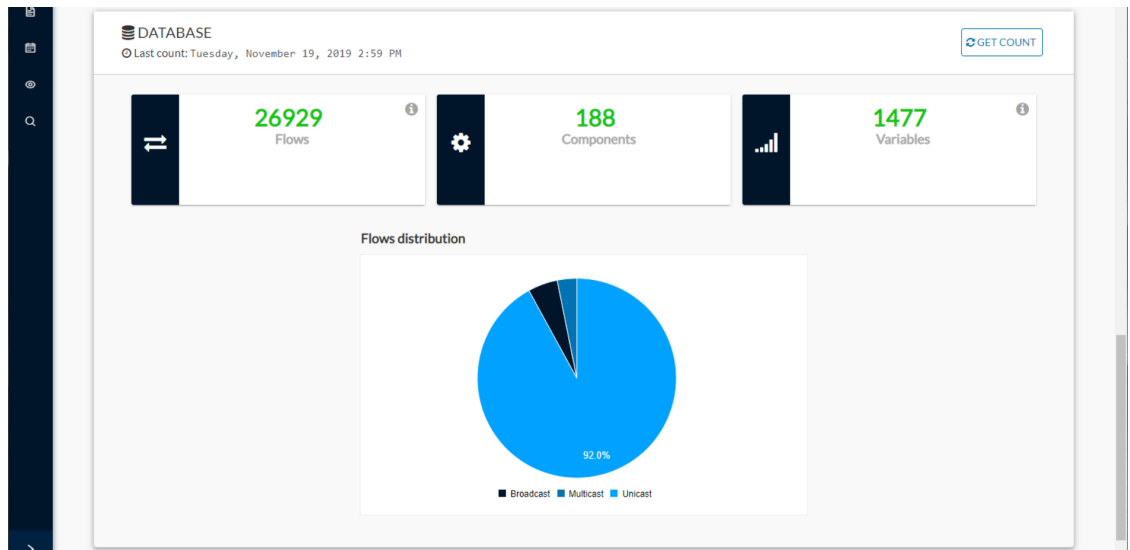 DATABASE
Last count: Tuesday, November 19, 2019 2:59 PM
GET COUNT
26929
Flows
188
Components
1477
Variables
Flows distribution
92.0%
Broadcast Multicast Unicast